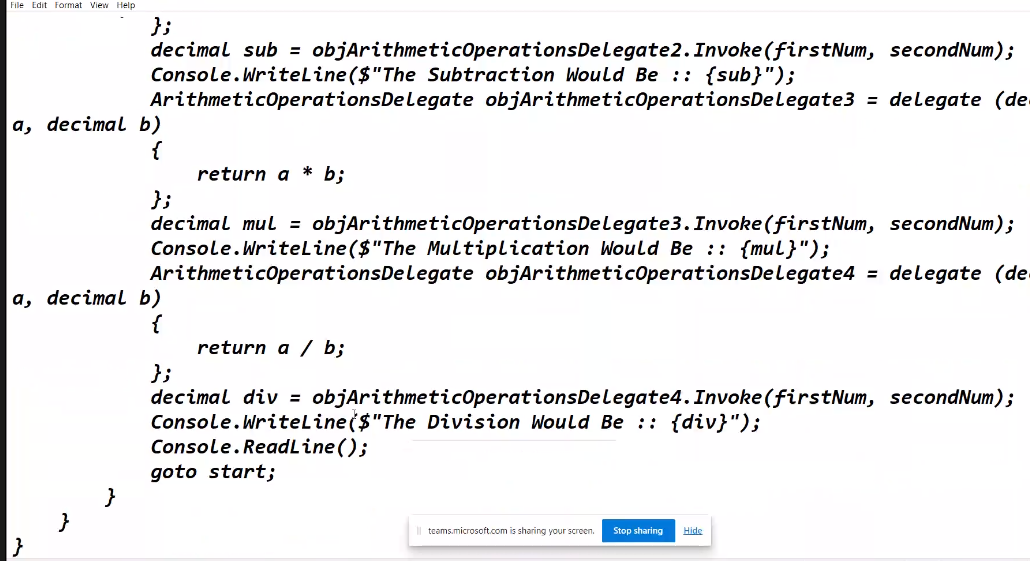 File Edit Format View Help
};
decimal sub = objArithmeticOperationsDelegate2.Invoke(firstNum, secondNum);
Console.WriteLine($"The Subtraction Would Be :: {sub}");
ArithmeticOperationsDelegate objArithmeticOperationsDelegate3 = delegate (de
a, decimal b)
{
return a * b;
};
decimal mul = objArithmeticOperationsDelegate3.Invoke(firstNum, secondNum);
Console.WriteLine($"The Multiplication Would Be :: {mul}");
ArithmeticOperationsDelegate objArithmeticOperationsDelegate4 = delegate (de
a, decimal b)
{
return a / b;
};
decimal div = objArithmeticOperationsDelegate4.Invoke(firstNum, secondNum);
Console.WriteLine($"The Division Would Be :: {div}");
Console.ReadLine();
goto start;
}
}
}
teams.microsoft.com is sharing your screen. Stop sharing Hide